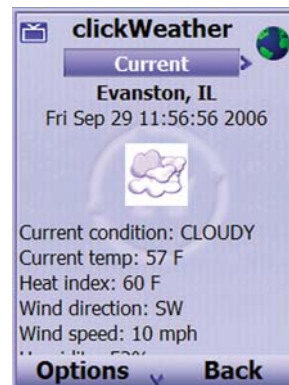 clickWeather
Current
Evanston, IL
Fri Sep 29 11:56:56 2006
Current condition: CLOUDY
Current temp: 57 F
Heat index: 60 F
Wind direction: SW
Wind speed: 10 mph
Options
Back